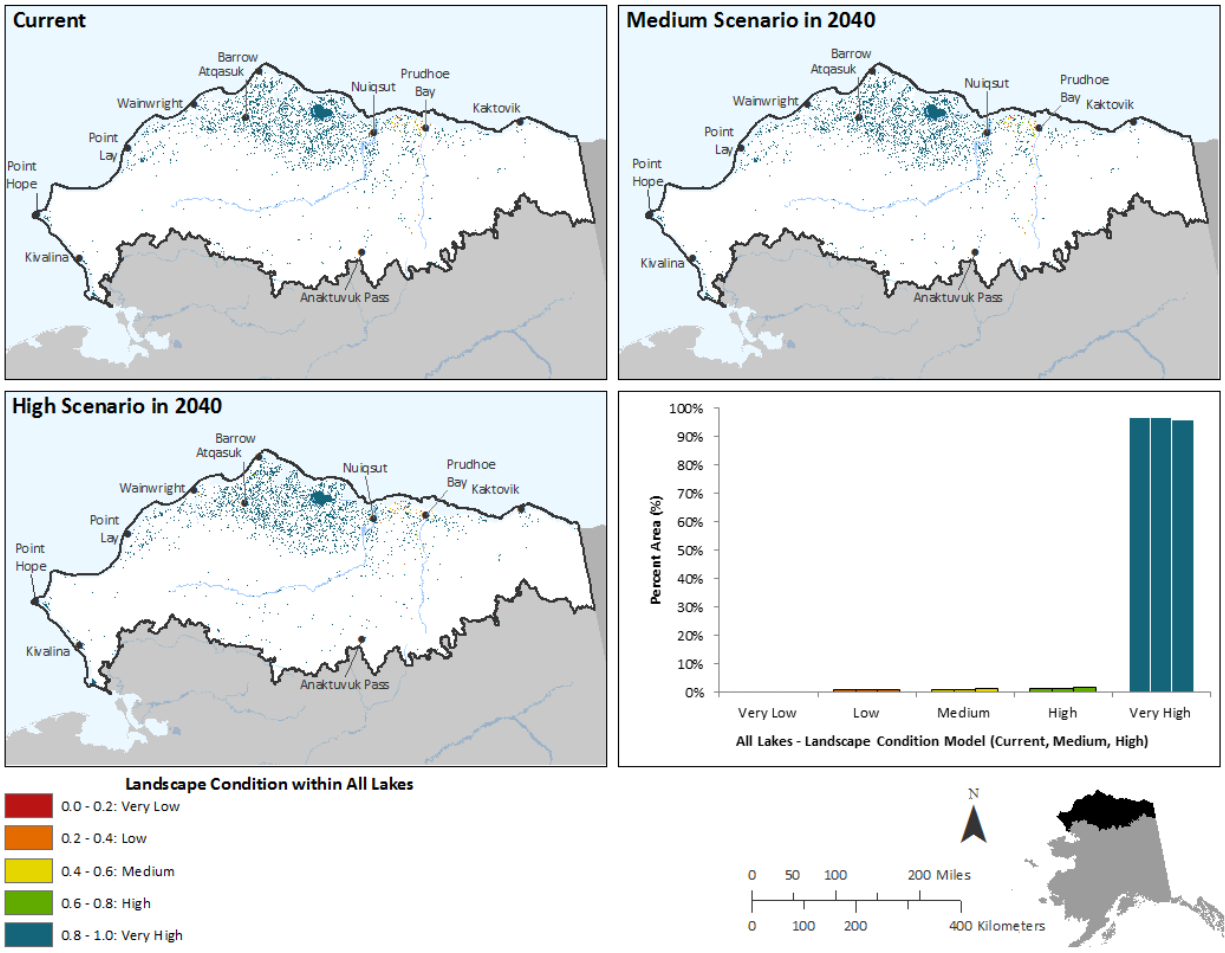 Current
Barrow
Atqasuk
Prudhoe
Bay
Nuiqsut
Wainwright
Kaktovik
Point
Lay
Point
Hope
Kivalina
Anaktuvuk Pass
Medium Scenario in 2040
Barrow
Atqasuk
Nuiqsut
Prudhoe
Bay
Kaktovik
Wainwright
Point
Lay
Point
Hope
Kivalina
Anaktuvuk Pass
High Scenario in 2040
Barrow
Atqasuk
Nuiqsut
Prudhoe
Bay
Kaktovik
Wainwright
Point
Lay
Point
Hope
Kivalina
Anaktuvuk Pass
100%
90%
80%
70%
60%
50%
40%
30%
20%
10%
0%
Percent Area (%)
Very Low Low Medium High Very High
All Lakes - Landscape Condition Model (Current, Medium, High)
Landscape Condition within All Lakes
0.0 - 0.2: Very Low
0.2 - 0.4: Low
0.4 - 0.6: Medium
0.6 - 0.8: High
0.8 - 1.0: Very High
N
0 50 100 200 Miles
0 100 200 400 Kilometers